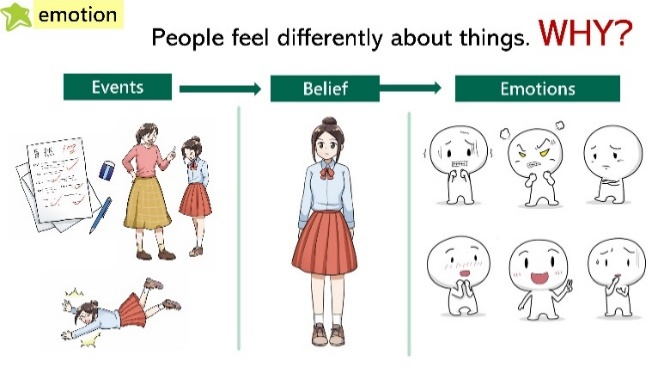 emotion
People feel differently about things. WHY?
Events
Belief
Emotions